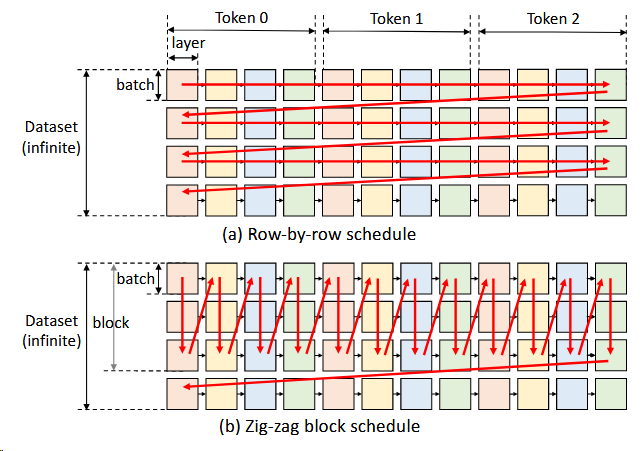 Token 0
Token 1
Token 2
layer
batch
Dataset
(infinite)
(a) Row-by-row schedule
batch
block
Dataset
(infinite)
(b) Zig-zag block schedule